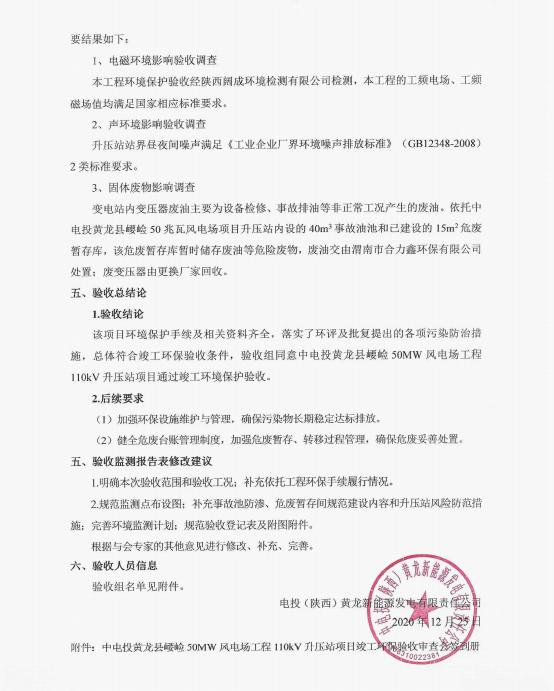 要结果如下：
1、电磁环境影响验收调查
本工程环境保护验收经陕西阔成环境检测有限公司检测，本工程的工频电场、工频
磁场值均满足国家相应标准要求。
2、声环境影响验收调查
升压站站界昼夜间噪声满足《工业企业厂界环境噪声排放标准》（GB12348-2008）
2 类标准要求。
3、固体废物影响调查
变电站内变压器废油主要为设备检修、事故排油等非正常工况产生的废油。依托中
电投黄龙县崾崄 50 兆瓦风电场项目升压站内设的 40m³ 事故油池和已建设的 15m² 危废
暂存库，该危废暂存库暂时储存废油等危险废物，废油交由渭南市合力鑫环保有限公司
处置；废变压器由更换厂家回收。
五、验收总结论
1.验收结论
该项目环境保护手续及相关资料齐全，落实了环评及批复提出的各项污染防治措
施，总体符合竣工环保验收条件，验收组同意中电投黄龙县崾崄 50MW 风电场工程
110kV 升压站项目通过竣工环境保护验收。
2.后续要求
（1）加强环保设施维护与管理，确保污染物长期稳定达标排放。
（2）健全危废台账管理制度，加强危废暂存、转移过程管理，确保危废妥善处置。
五、验收监测报告表修改建议
1.明确本次验收范围和验收工况；补充依托工程环保手续履行情况。
2.规范监测点布设图；补充事故池防渗、危废暂存间规范建设内容和升压站风险防范措
施；完善环境监测计划；规范验收登记表及附图附件。
根据与会专家的其他意见进行修改、补充、完善。
六、验收人员信息
验收组名单见附件。
电投（陕西）黄龙新能源发电有限责任公司
2020 年 12 月 25 日
附件：中电投黄龙县崾崄 50MW 风电场工程 110kV 升压站项目竣工环保验收审查会签到册
中电投（陕西）黄龙新能源发电有限责任公司